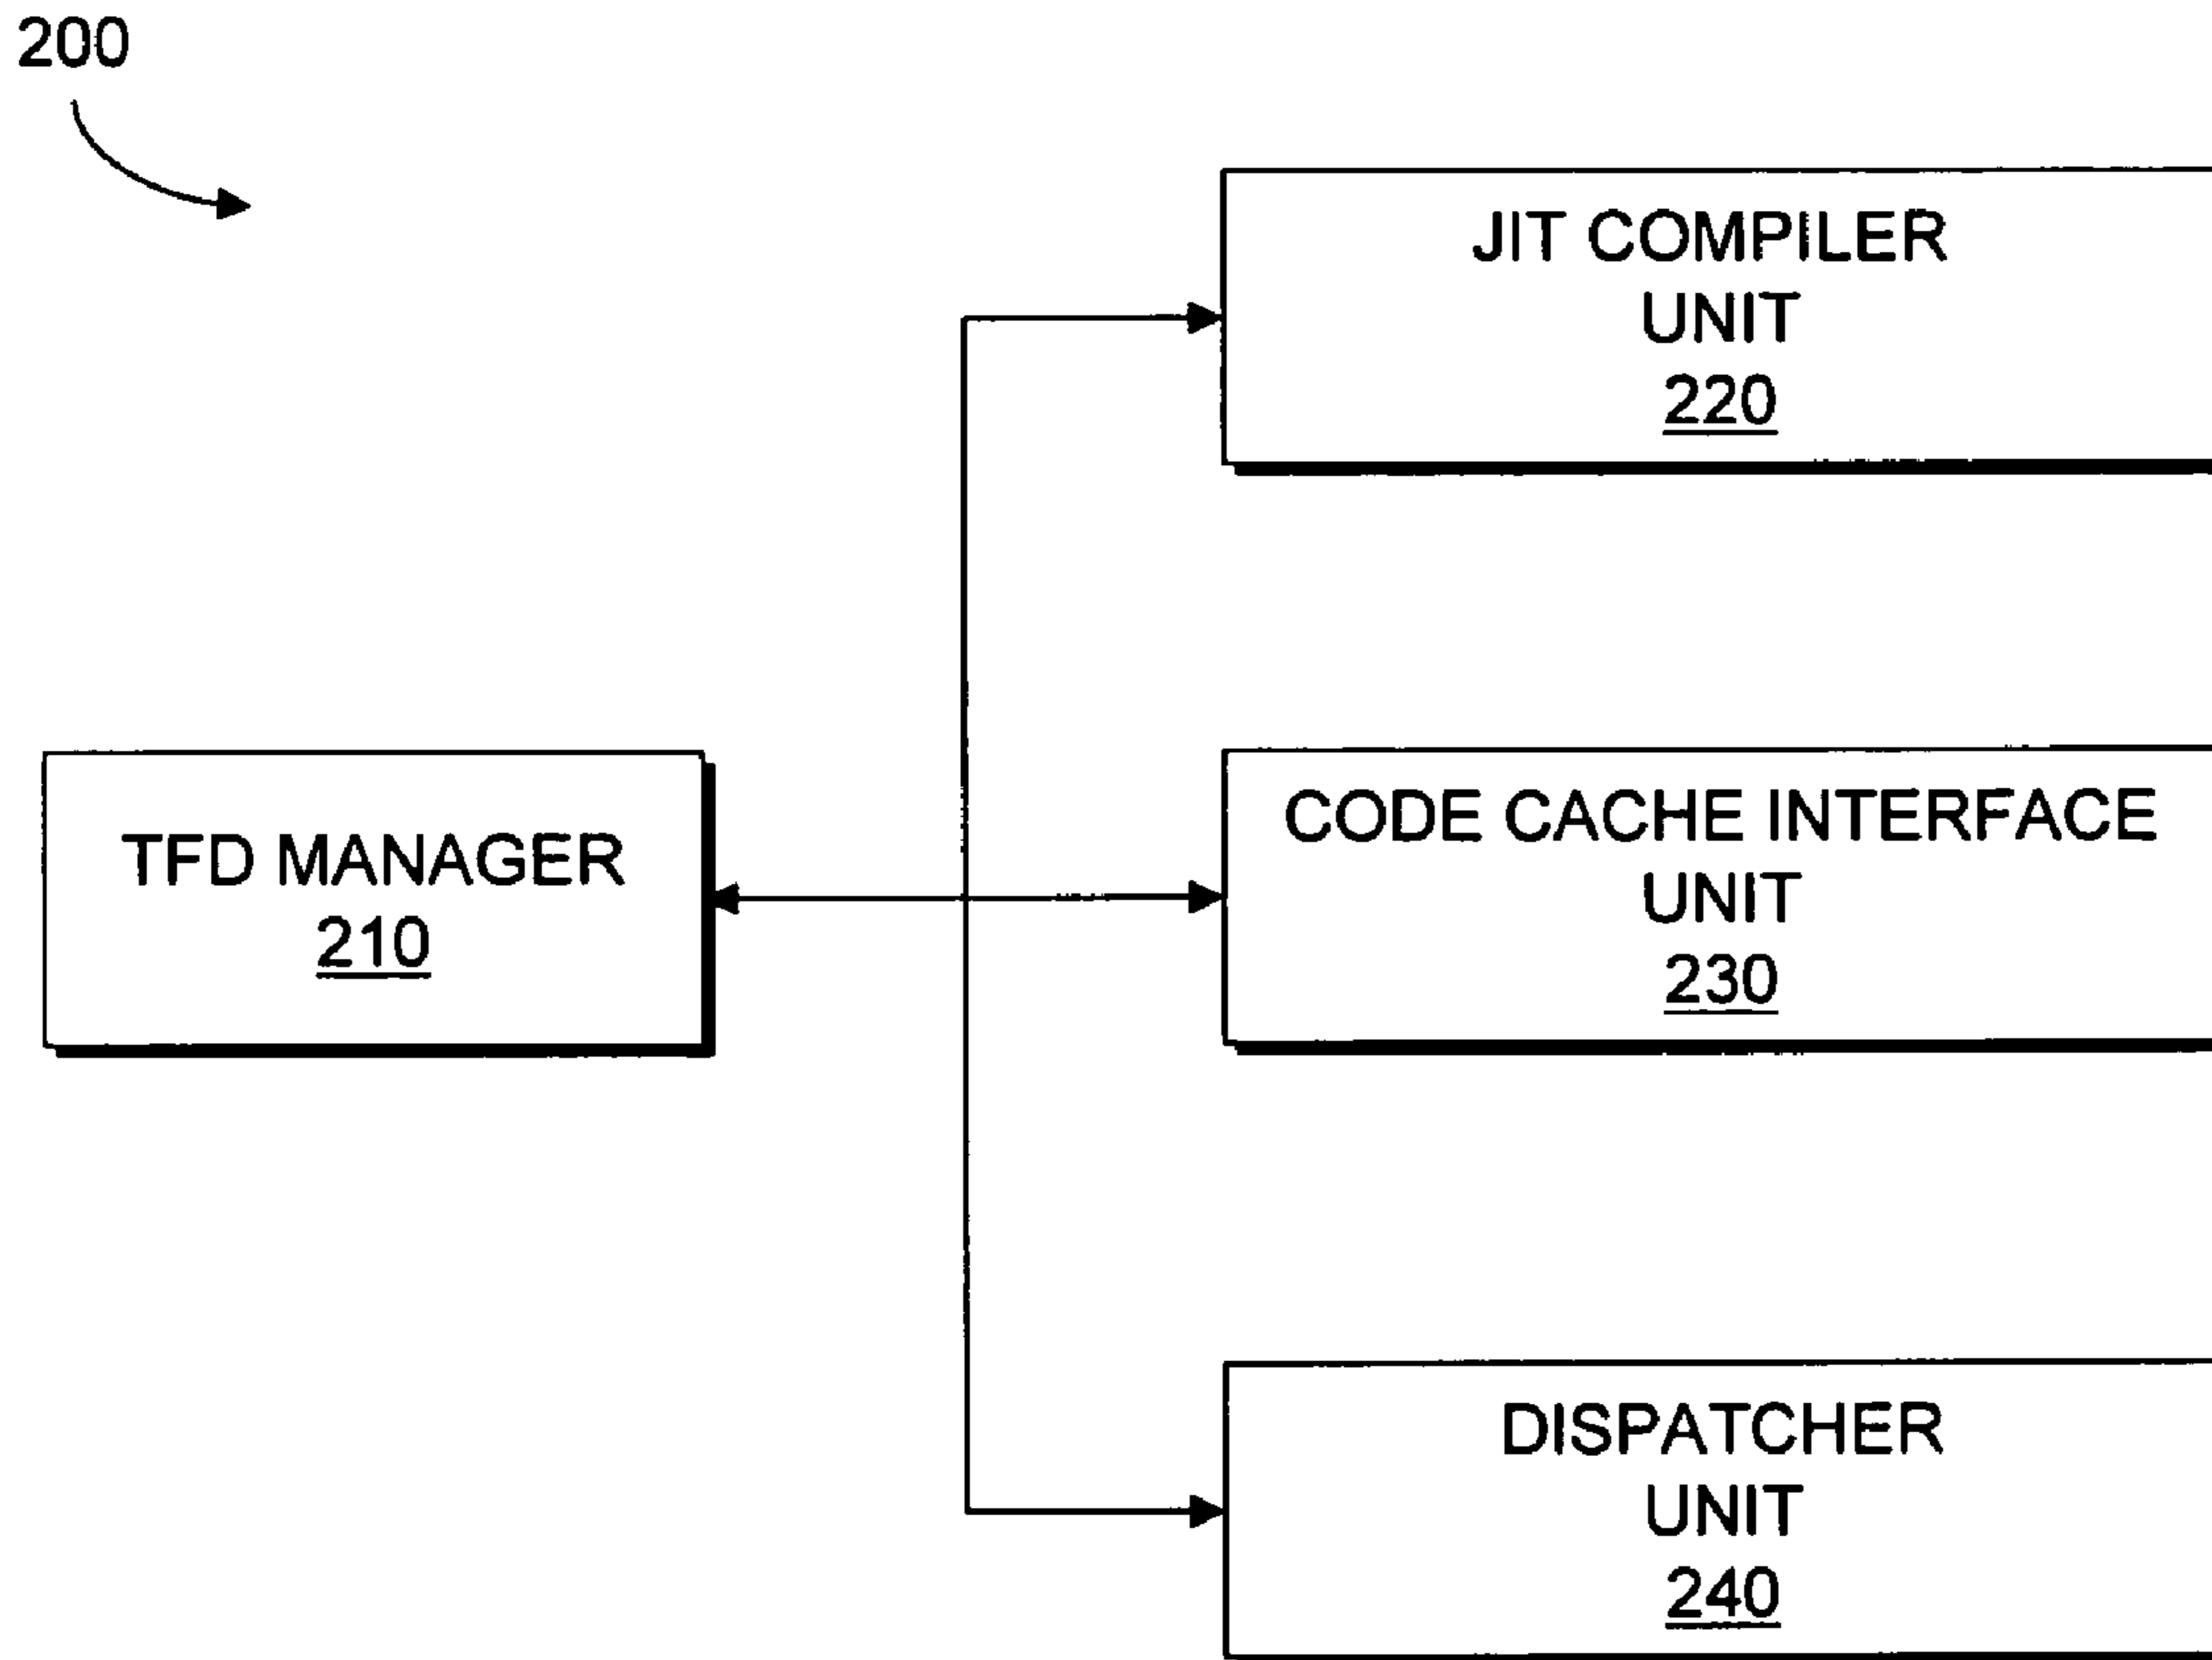 200
JIT COMPILER
UNIT
220
TFD MANAGER
210
CODE CACHE INTERFACE
UNIT
230
DISPATCHER
UNIT
240